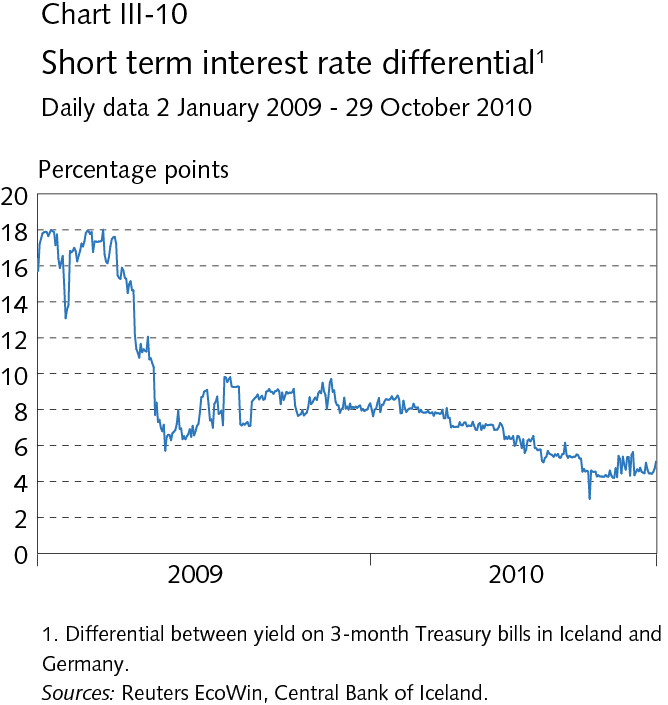 Chart III-10
Short term interest rate differential¹
Daily data 2 January 2009 - 29 October 2010
Percentage points
20
18
16
14
12
10
8
6
4
2
0
2009 2010
1. Differential between yield on 3-month Treasury bills in Iceland and
Germany.
Sources: Reuters EcoWin, Central Bank of Iceland.